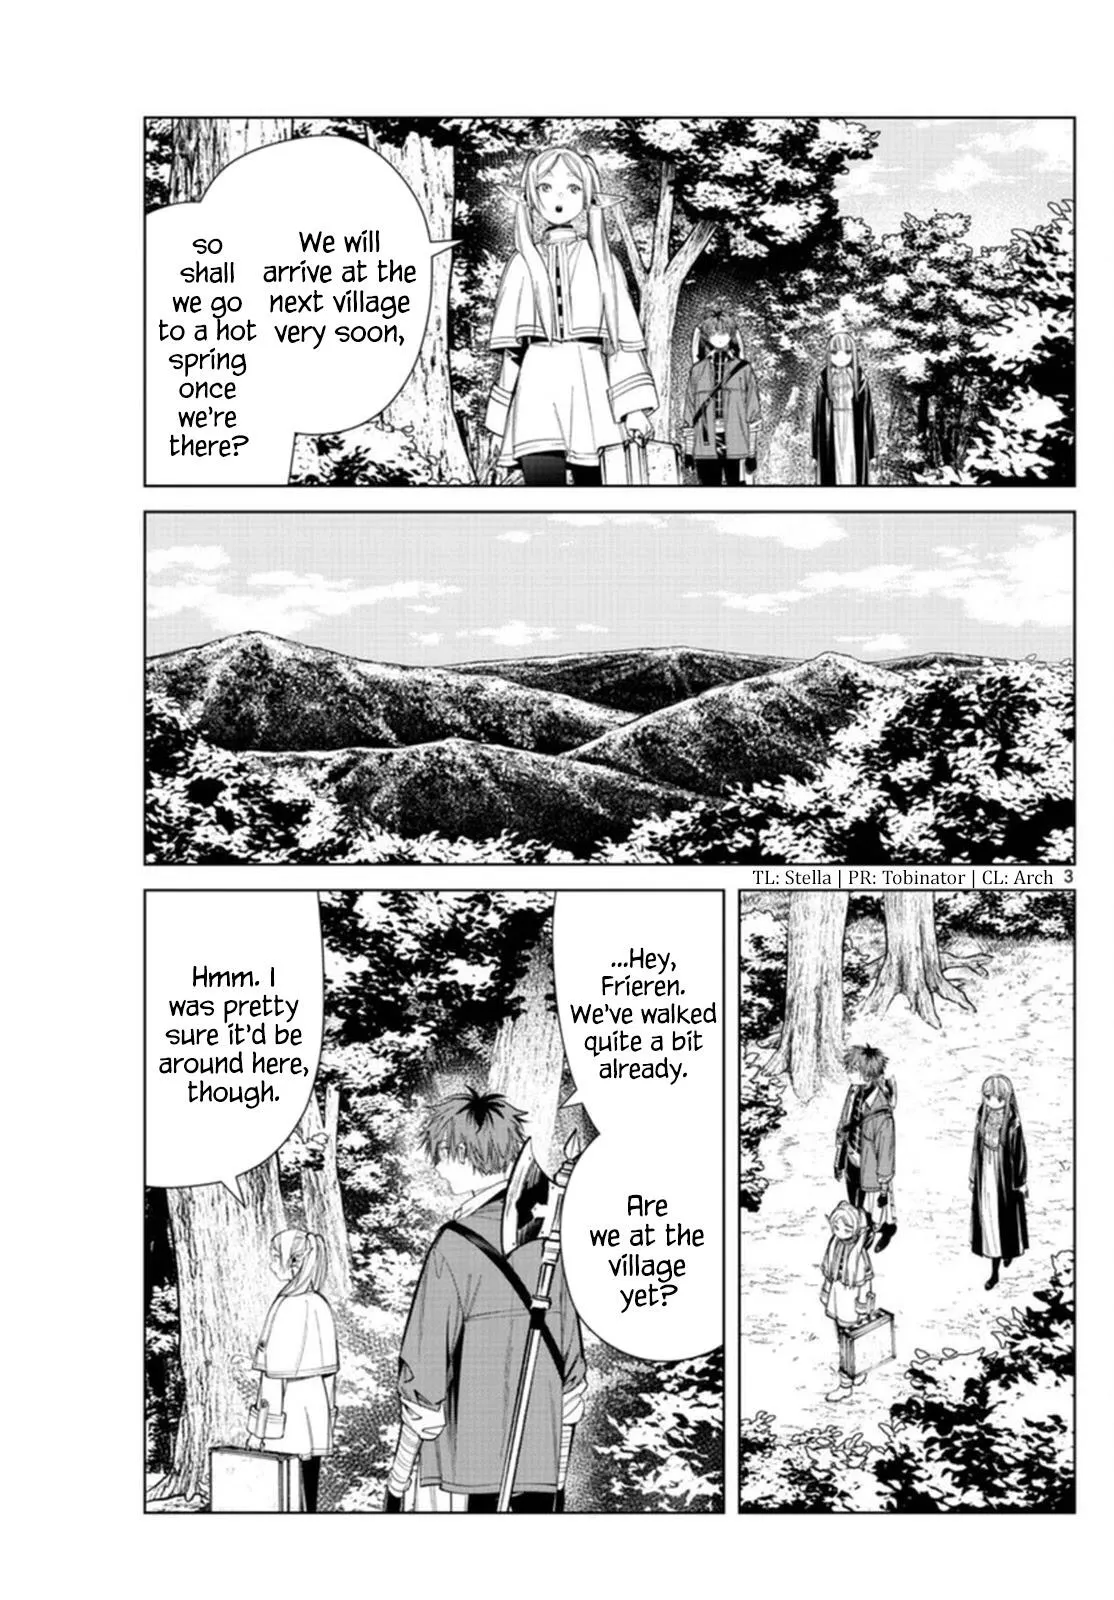 We will
arrive at the
next village
very soon,
so
shall
we go
to a hot
spring
once
we're
there?
TL: Stella | PR: Tobinator | CL: Arch 3
...Hey,
Frieren.
We've walked
quite a bit
already.
Are
we at the
village
yet?
Hmm. I
was pretty
sure it'd be
around here,
though.